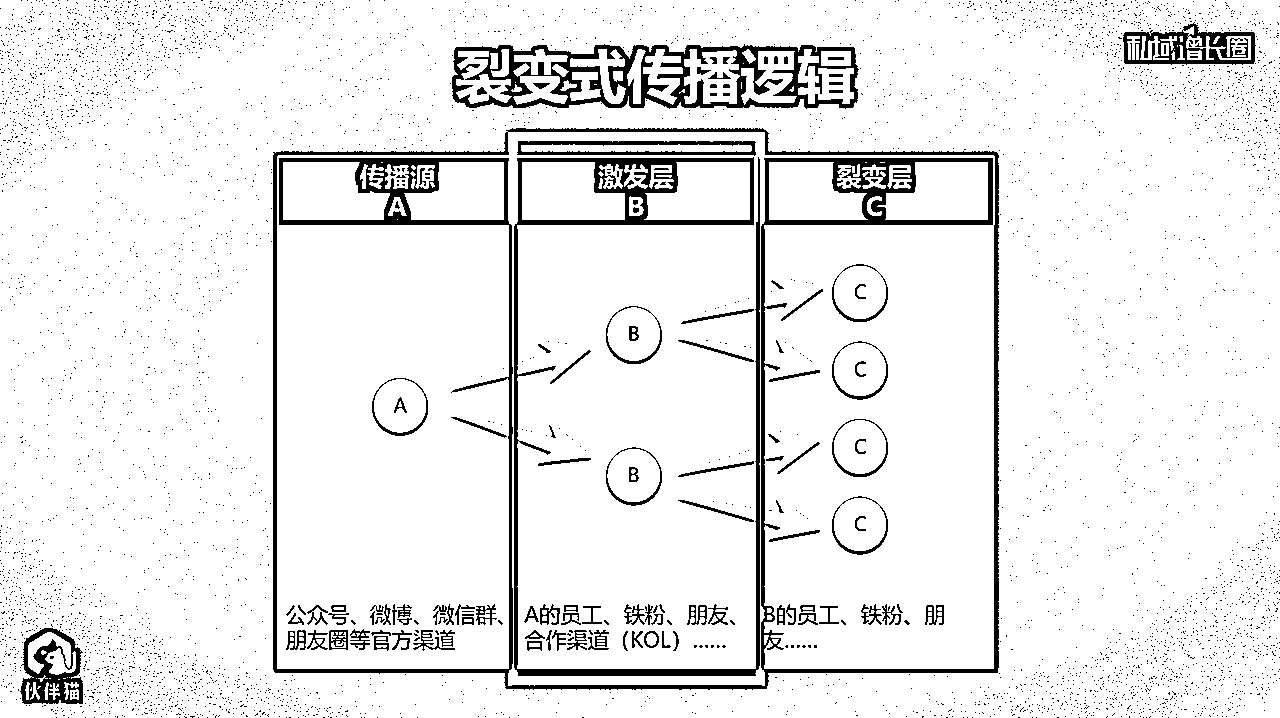 私域增长圈
裂变式传播逻辑
传播源
A
激发层
B
裂变层
C
A
B
B
C
C
C
C
公众号、微博、微信群、
朋友圈等官方渠道
A的员工、铁粉、朋友、
合作渠道（KOL）……
B的员工、铁粉、朋
友……
伙伴猫